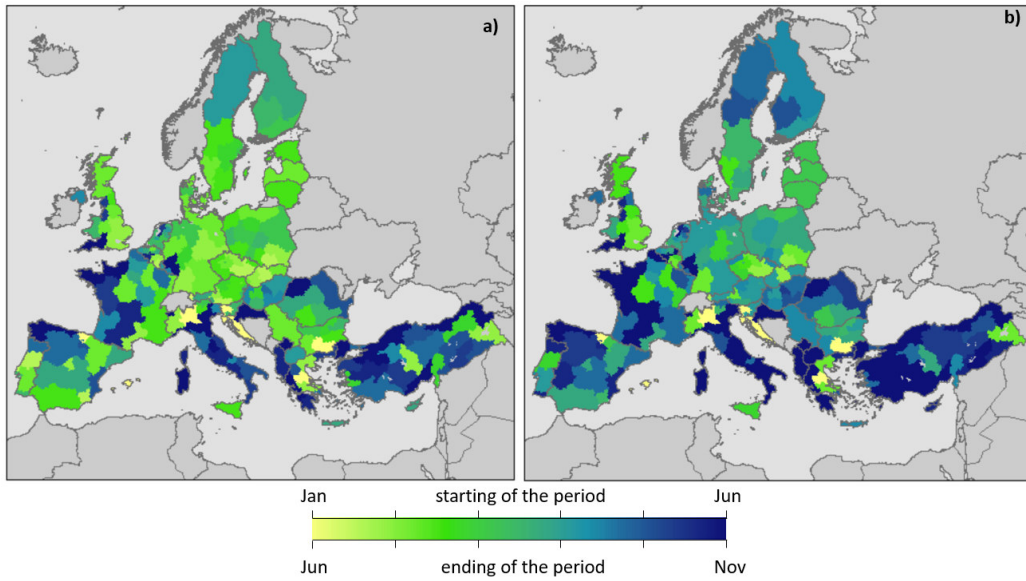 a)
b)
Jan starting of the period Jun
Jun ending of the period Nov